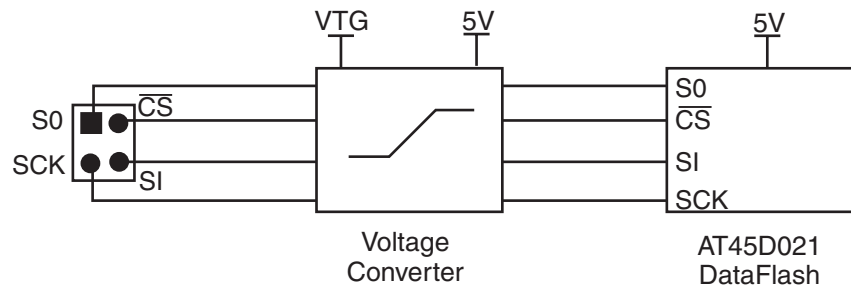 VTG
5V
5V
S0
CS
SCK
SI
S0
CS
SI
SCK
Voltage
Converter
AT45D021
DataFlash